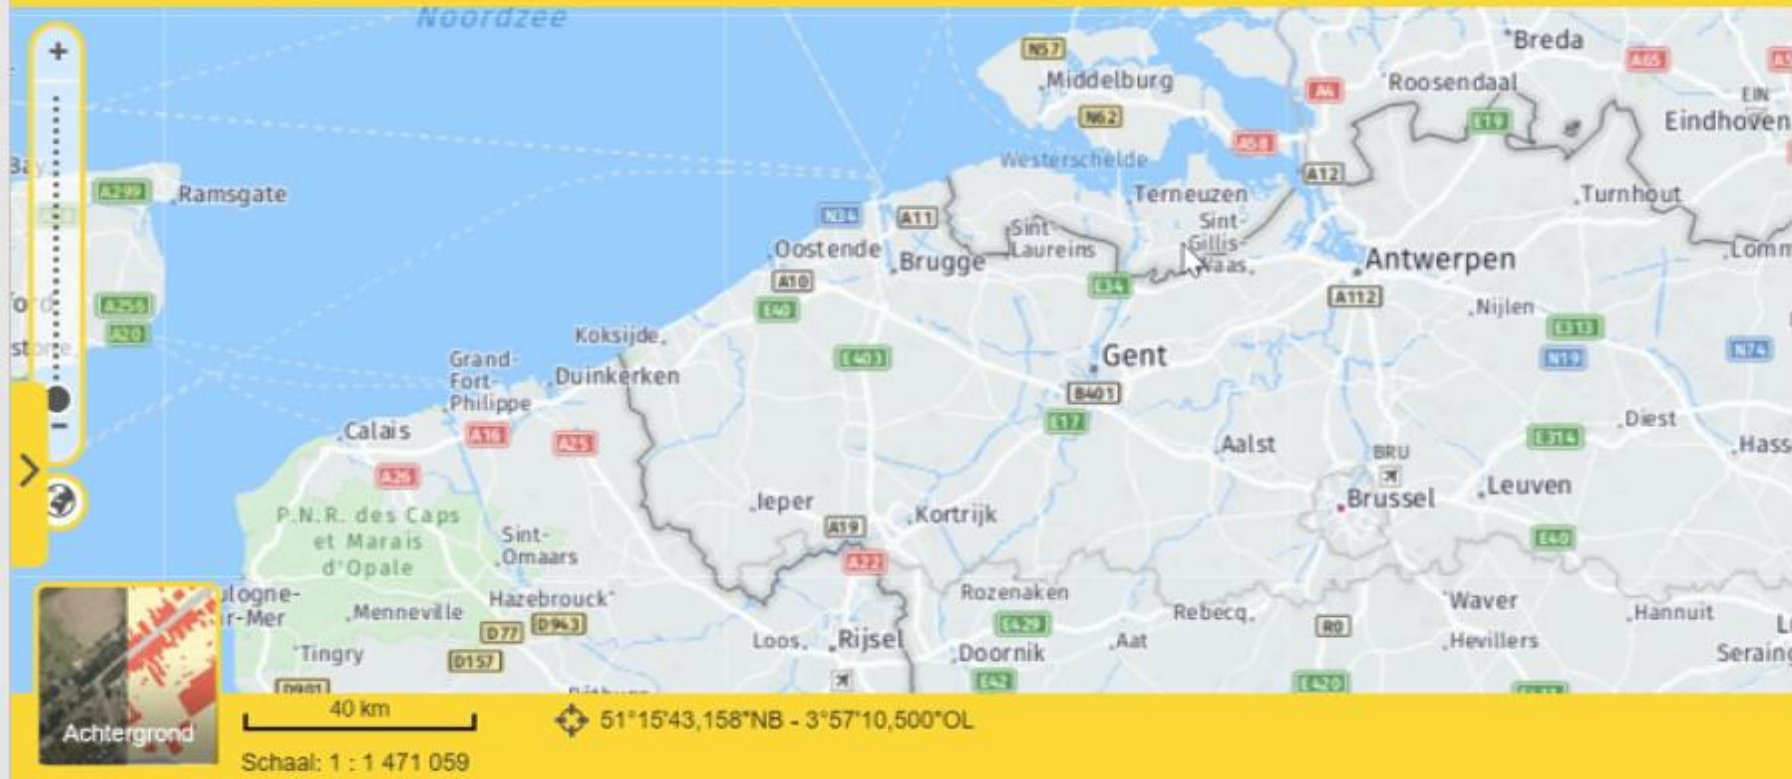 Noordzee
N57
Breda
A65
Middelburg
A4
Roosendaal
EIN
N62
E19
Eindhoven
A58
Westerschelde
A12
A299
Ramsgate
Terneuzen
Turnhout
N34
A11
Sint-
Laureins
Sint-
Gillis-
Waas
Oostende
Brugge
Antwerpen
A10
E34
A112
A256
E40
Nijlen
E313
A20
Koksijde
Grand-
Fort-
Philippe
E403
Gent
N19
N74
Duinkerken
B401
Calais
A16
A25
E17
Diest
E314
Aalst
BRU
A26
Leuven
Brussel
Ieper
P.N.R. des Caps
et Marais
d'Opale
Kortrijk
A19
Sint-
Omaars
E40
A22
Rozenaken
Hazebrouck
Menneville
Waver
Rebecq
Hannuit
D77
D943
E429
R0
Loos
Rijsel
Hevillers
Aat
Tingry
D157
Doornik
Seraing
E42
E420
D901
Achtergrond
40 km
51°15'43,158"NB - 3°57'10,500"OL
Schaal: 1 : 1 471 059